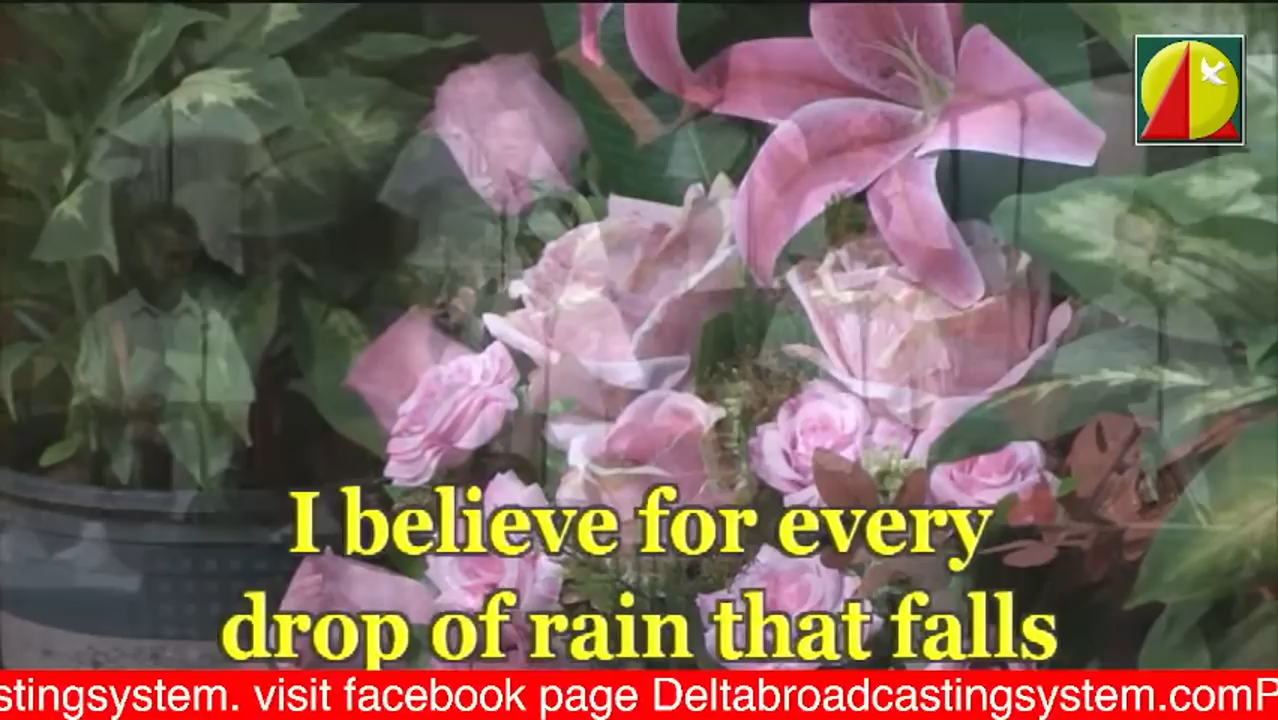 I believe for every
drop of rain that falls
stingsystem. visit facebook page Deltabroadcastingsystem.comP